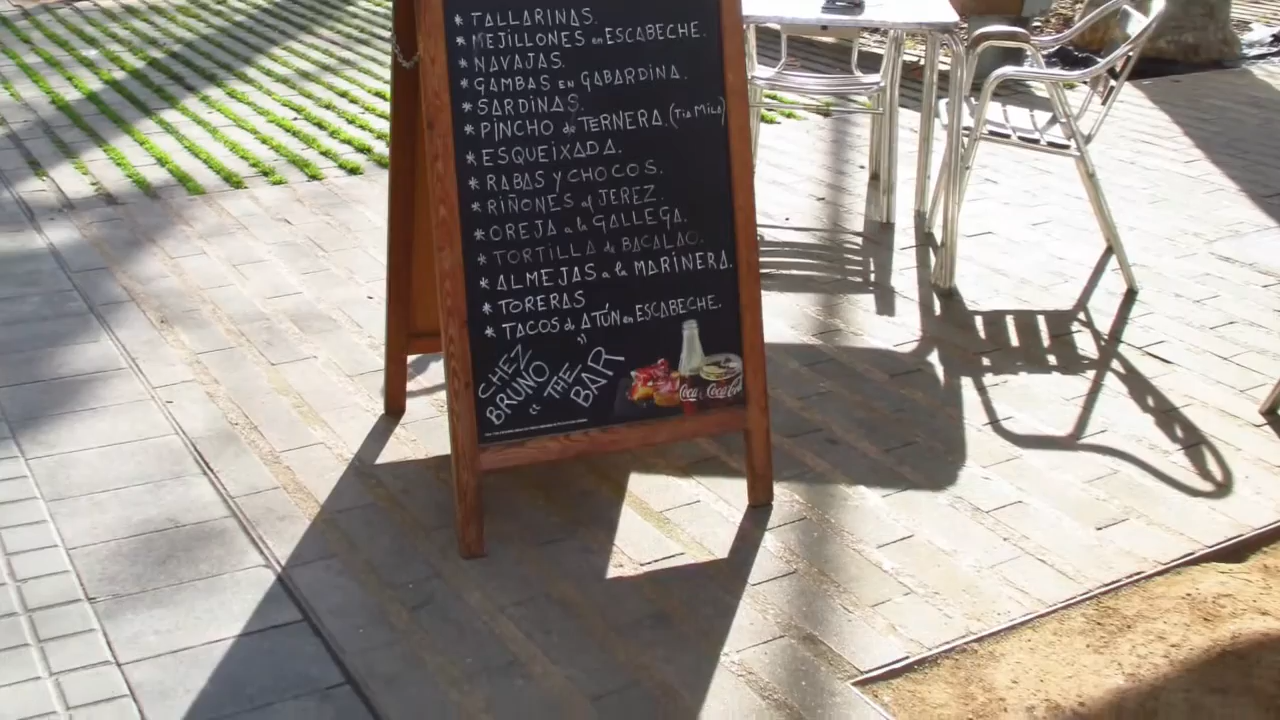 * TALLARINAS.
* MEJILLONES en ESCABECHE.
* NAVAJAS.
* GAMBAS EN GABARDINA.
* SARDINAS.
* PINCHO de TERNERA. (Tia Mila)
* ESQUEIXADA.
* RABAS Y CHOCOS.
* RIÑONES al JEREZ.
* OREJA a la GALLEGA.
* TORTILLA de BACALAO.
* ALMEJAS a la MARINERA.
* TORERAS
* TACOS de ATÚN en ESCABECHE.
CHEZ
BRUNO
"THE
BAR"
Coca Coca-Col